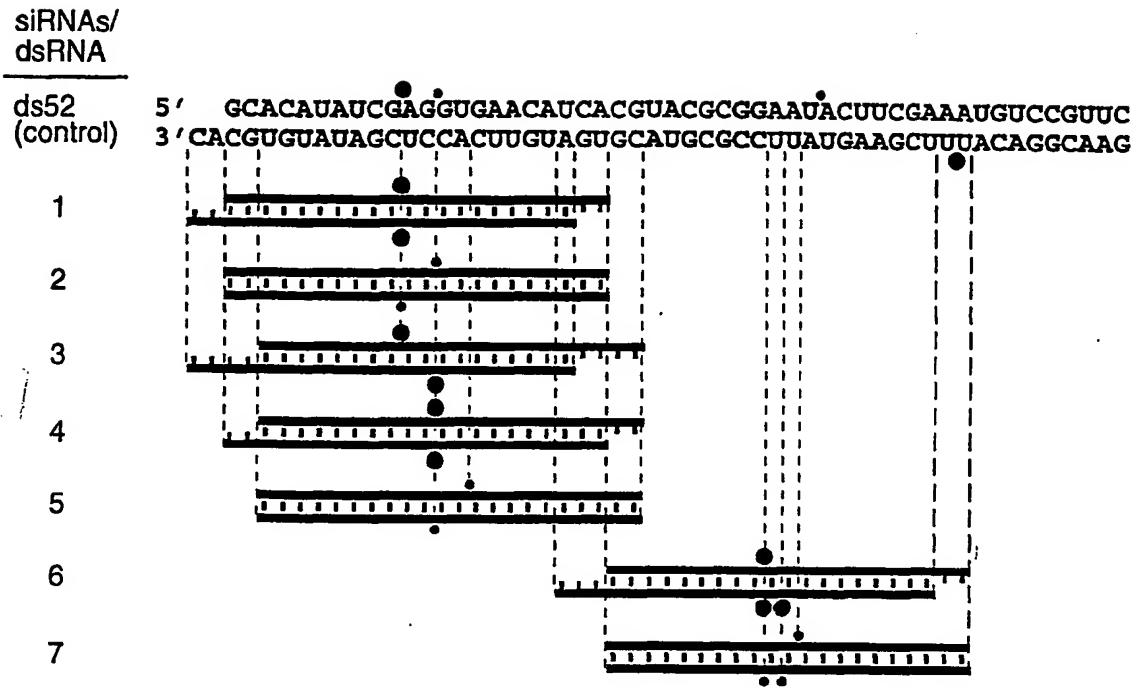 siRNAs/
dsRNA
ds52 5′ GCACAUAUCGAGGUGAACAUCACGUACGCGGAAUACUUCGAAAUGUCCGUUC
(control) 3′CACGUGUAUAGCUCCACUUGUAGUGCAUGCGCCUUAUGAAGCUUUACAGGCAAG
1
2
3
4
5
6
7